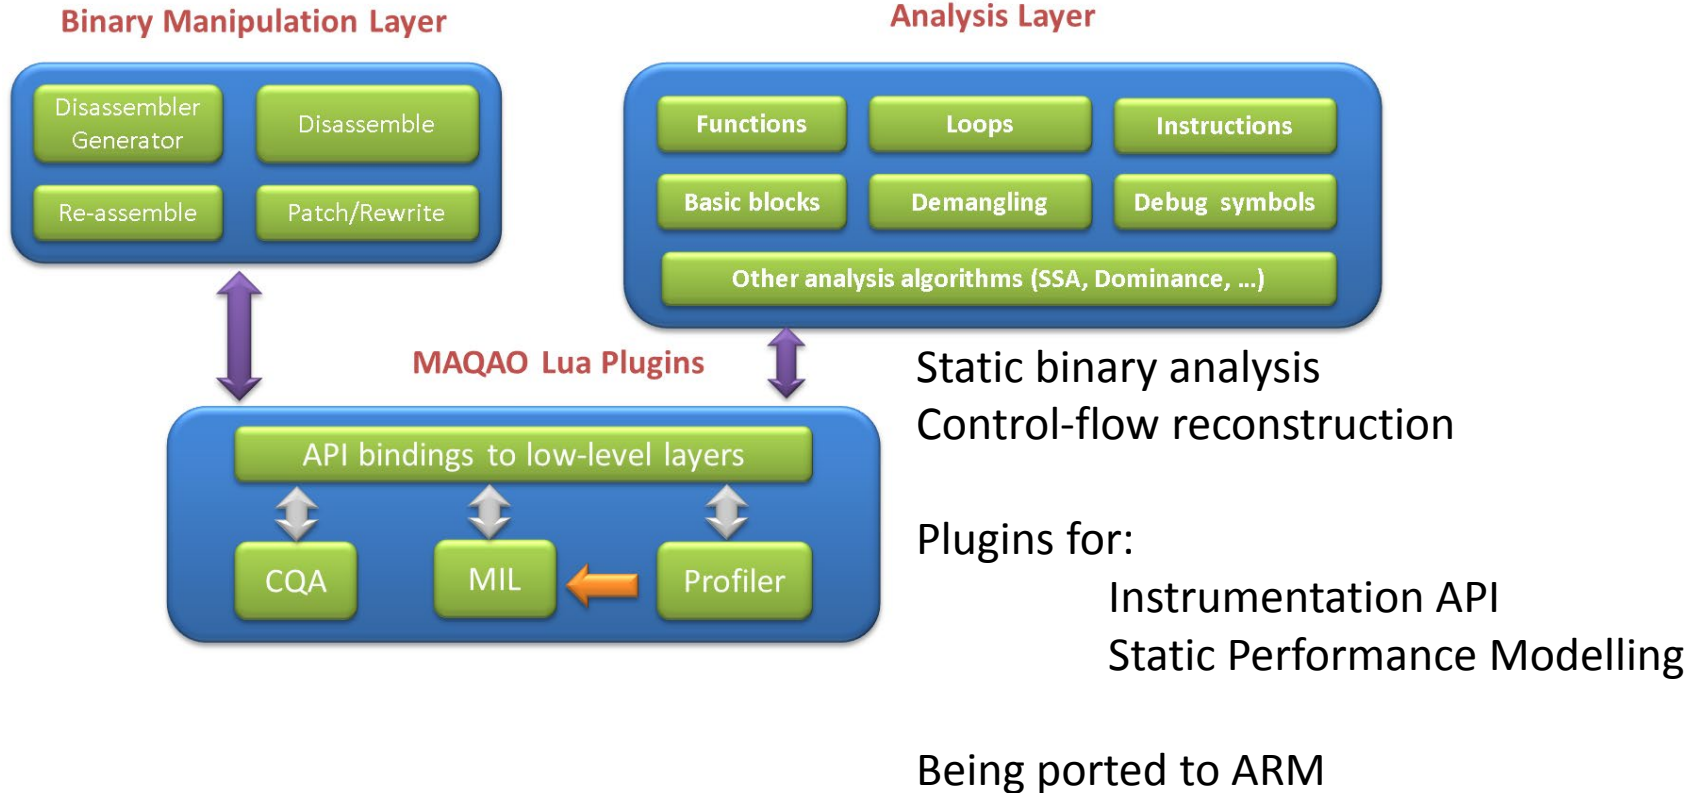 Binary Manipulation Layer
Disassembler
Generator
Disassemble
Re-assemble
Patch/Rewrite
Analysis Layer
Functions
Loops
Instructions
Basic blocks
Demangling
Debug symbols
Other analysis algorithms (SSA, Dominance, ...)
MAQAO Lua Plugins
API bindings to low-level layers
CQA
MIL
Profiler
Static binary analysis
Control-flow reconstruction
Plugins for:
Instrumentation API
Static Performance Modelling
Being ported to ARM